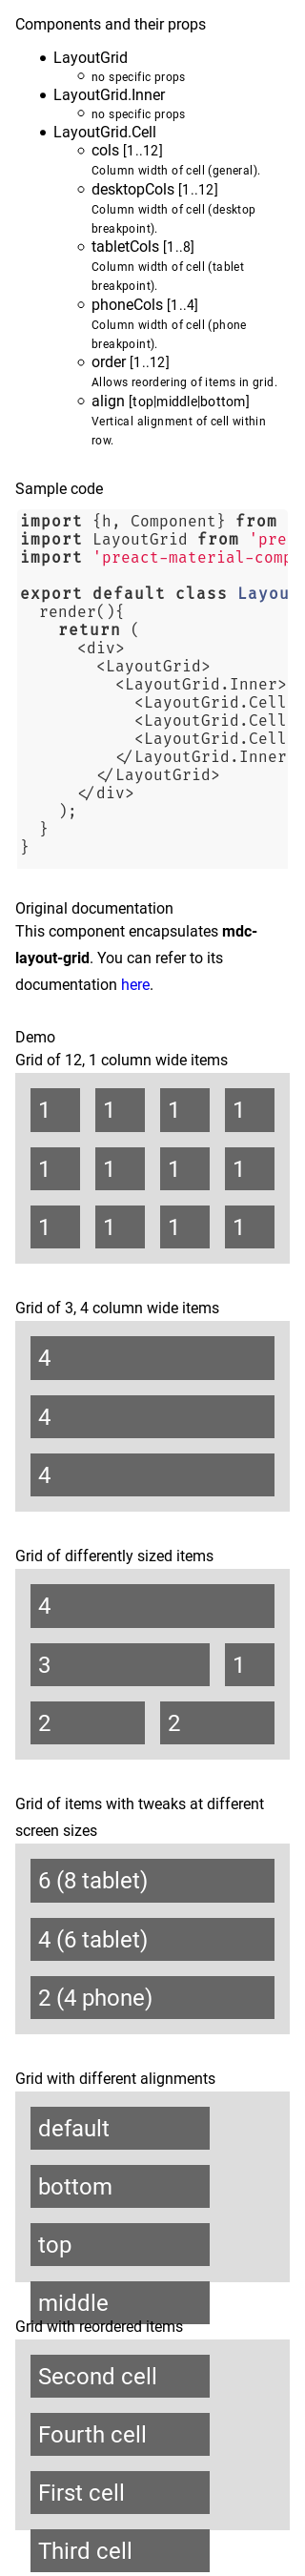 Components and their props
LayoutGrid
no specific props
LayoutGrid.Inner
no specific props
LayoutGrid.Cell
cols [1..12]
Column width of cell (general).
desktopCols [1..12]
Column width of cell (desktop
breakpoint).
tabletCols [1..8]
Column width of cell (tablet
breakpoint).
phoneCols [1..4]
Column width of cell (phone
breakpoint).
order [1..12]
Allows reordering of items in grid.
align [top|middle|bottom]
Vertical alignment of cell within
row.
Sample code
import {h, Component} from
import LayoutGrid from 'pre
import 'preact-material-comp
export default class Layou
render(){
return (
<div>
<LayoutGrid>
<LayoutGrid.Inner>
<LayoutGrid.Cell
<LayoutGrid.Cell
<LayoutGrid.Cell
</LayoutGrid.Inner
</LayoutGrid>
</div>
);
}
}
Original documentation
This component encapsulates mdc-
layout-grid. You can refer to its
documentation here.
Demo
Grid of 12, 1 column wide items
1 1 1 1
1 1 1 1
1 1 1 1
Grid of 3, 4 column wide items
4
4
4
Grid of differently sized items
4
3 1
2 2
Grid of items with tweaks at different
screen sizes
6 (8 tablet)
4 (6 tablet)
2 (4 phone)
Grid with different alignments
default
bottom
top
middle
Grid with reordered items
Second cell
Fourth cell
First cell
Third cell